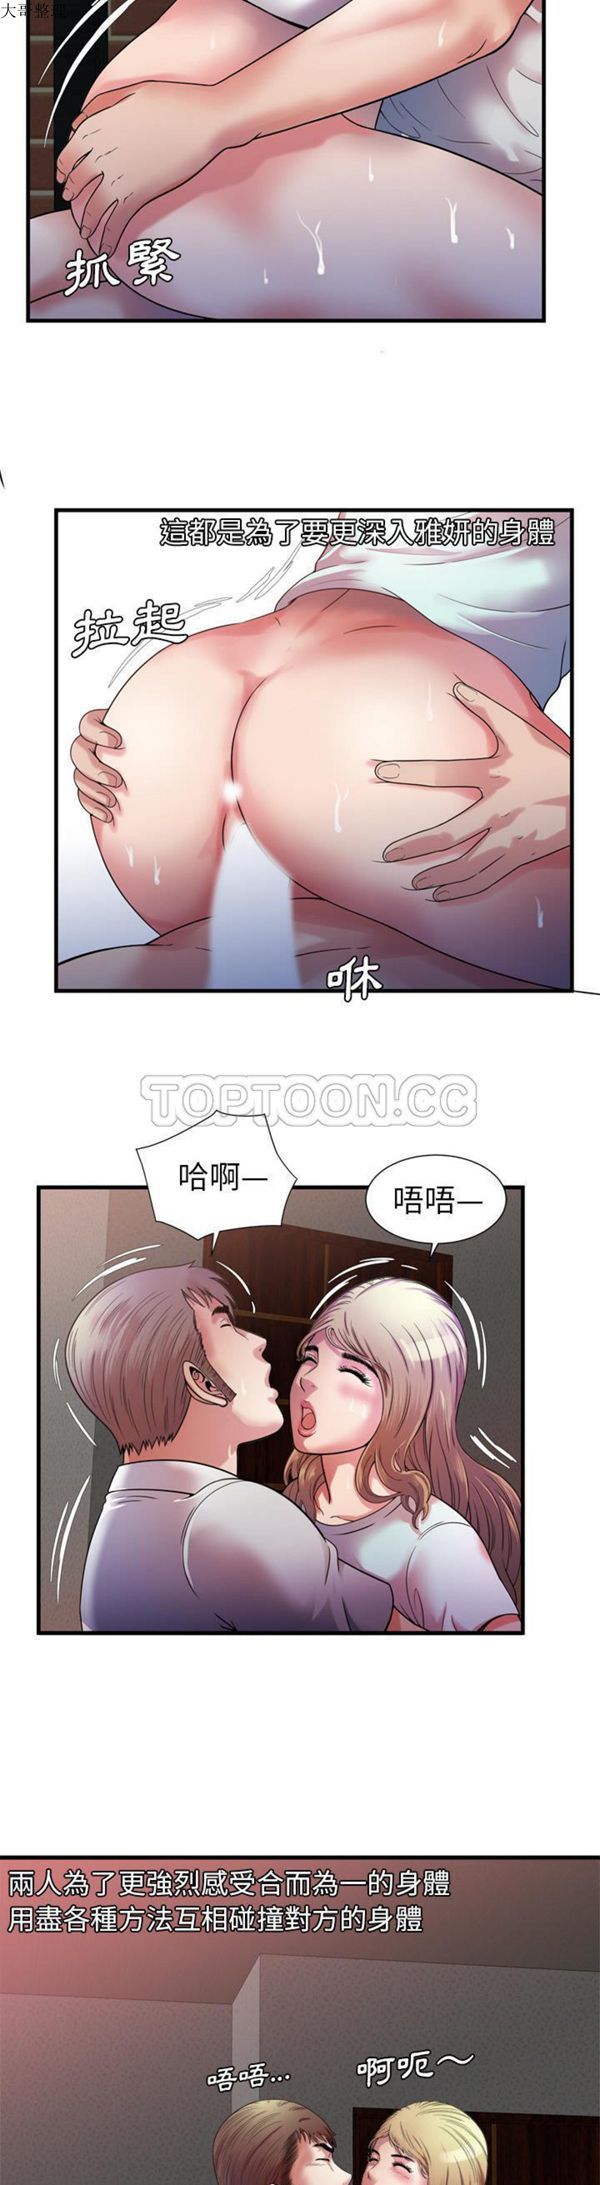 大哥整理
抓緊
這都是為了要更深入雅妍的身體
拉起
咻
TOPTOON.CC
哈啊—
唔唔—
兩人為了更強烈感受合而為一的身體
用盡各種方法互相碰撞對方的身體
唔唔...
啊呃～